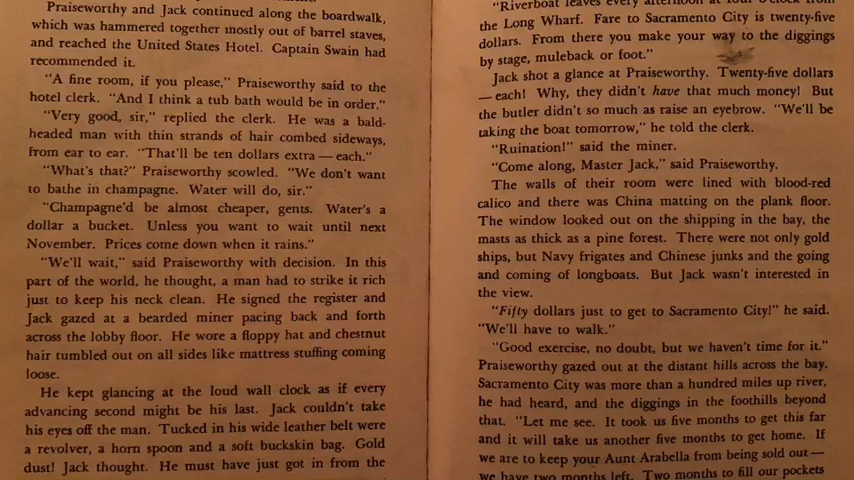 Praiseworthy and Jack continued along the boardwalk,
which was hammered together mostly out of barrel staves,
and reached the United States Hotel. Captain Swain had
recommended it.
"A fine room, if you please," Praiseworthy said to the
hotel clerk. "And I think a tub bath would be in order."
"Very good, sir," replied the clerk. He was a bald-
headed man with thin strands of hair combed sideways,
from ear to ear. "That'll be ten dollars extra — each."
"What's that?" Praiseworthy scowled. "We don't want
to bathe in champagne. Water will do, sir."
"Champagne'd be almost cheaper, gents. Water's a
dollar a bucket. Unless you want to wait until next
November. Prices come down when it rains."
"We'll wait," said Praiseworthy with decision. In this
part of the world, he thought, a man had to strike it rich
just to keep his neck clean. He signed the register and
Jack gazed at a bearded miner pacing back and forth
across the lobby floor. He wore a floppy hat and chestnut
hair tumbled out on all sides like mattress stuffing coming
loose.
He kept glancing at the loud wall clock as if every
advancing second might be his last. Jack couldn't take
his eyes off the man. Tucked in his wide leather belt were
a revolver, a horn spoon and a soft buckskin bag. Gold
dust! Jack thought. He must have just got in from the
"Riverboat leaves every afternoon at four o'clock from
the Long Wharf. Fare to Sacramento City is twenty-five
dollars. From there you make your way to the diggings
by stage, muleback or foot."
Jack shot a glance at Praiseworthy. Twenty-five dollars
— each! Why, they didn't have that much money! But
the butler didn't so much as raise an eyebrow. "We'll be
taking the boat tomorrow," he told the clerk.
"Ruination!" said the miner.
"Come along, Master Jack," said Praiseworthy.
The walls of their room were lined with blood-red
calico and there was China matting on the plank floor.
The window looked out on the shipping in the bay, the
masts as thick as a pine forest. There were not only gold
ships, but Navy frigates and Chinese junks and the going
and coming of longboats. But Jack wasn't interested in
the view.
"Fifty dollars just to get to Sacramento City!" he said.
"We'll have to walk."
"Good exercise, no doubt, but we haven't time for it."
Praiseworthy gazed out at the distant hills across the bay.
Sacramento City was more than a hundred miles up river,
he had heard, and the diggings in the foothills beyond
that. "Let me see. It took us five months to get this far
and it will take us another five months to get home. If
we are to keep your Aunt Arabella from being sold out —
we have two months left. Two months to fill our pockets